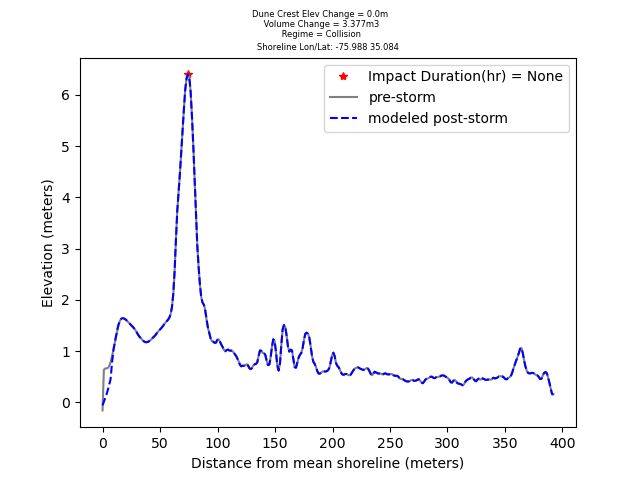 Dune Crest Elev Change = 0.0m
Volume Change = 3.377m3
Regime = Collision
Shoreline Lon/Lat: -75.988 35.084
Impact Duration(hr) = None
pre-storm
modeled post-storm
Elevation (meters)
6
5
4
3
2
1
0
0 50 100 150 200 250 300 350 400
Distance from mean shoreline (meters)